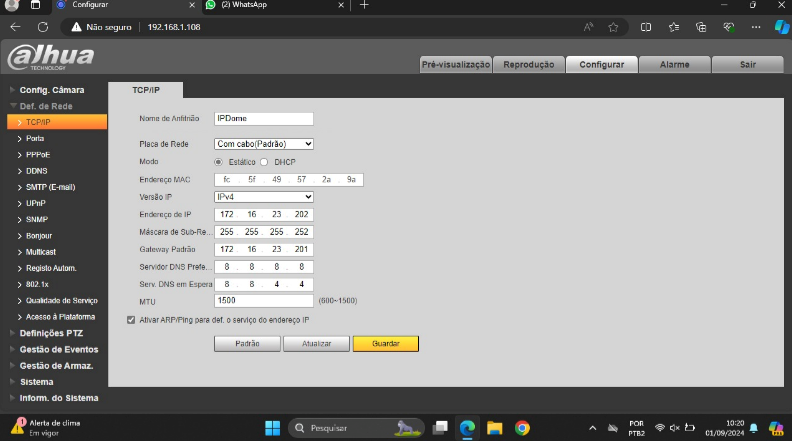 Configurar
(2) WhatsApp
Não seguro
192.168.1.108
alhua
TECHNOLOGY
Pré-visualização
Reprodução
Configurar
Alarme
Sair
Config. Câmara
Def. de Rede
TCP/IP
Porta
PPPoE
DDNS
SMTP (E-mail)
UPnP
SNMP
Bonjour
Multicast
Registo Autom.
802.1x
Qualidade de Serviço
Acesso à Plataforma
Definições PTZ
Gestão de Eventos
Gestão de Armaz.
Sistema
Inform. do Sistema
TCP/IP
Nome de Anfitrião IPDome
Placa de Rede Com cabo(Padrão)
Modo Estático DHCP
Endereço MAC fc . 5f . 49 . 57 . 2a . 9a
Versão IP IPv4
Endereço de IP 172 . 16 . 23 . 202
Máscara de Sub-Re... 255 . 255 . 255 . 252
Gateway Padrão 172 . 16 . 23 . 201
Servidor DNS Prefe... 8 . 8 . 8 . 8
Serv. DNS em Espera 8 . 8 . 4 . 4
MTU 1500 (600~1500)
Ativar ARP/Ping para def. o serviço do endereço IP
Padrão
Atualizar
Guardar
1
Alerta de clima
Em vigor
Pesquisar
POR
PTB2
10:20
01/09/2024